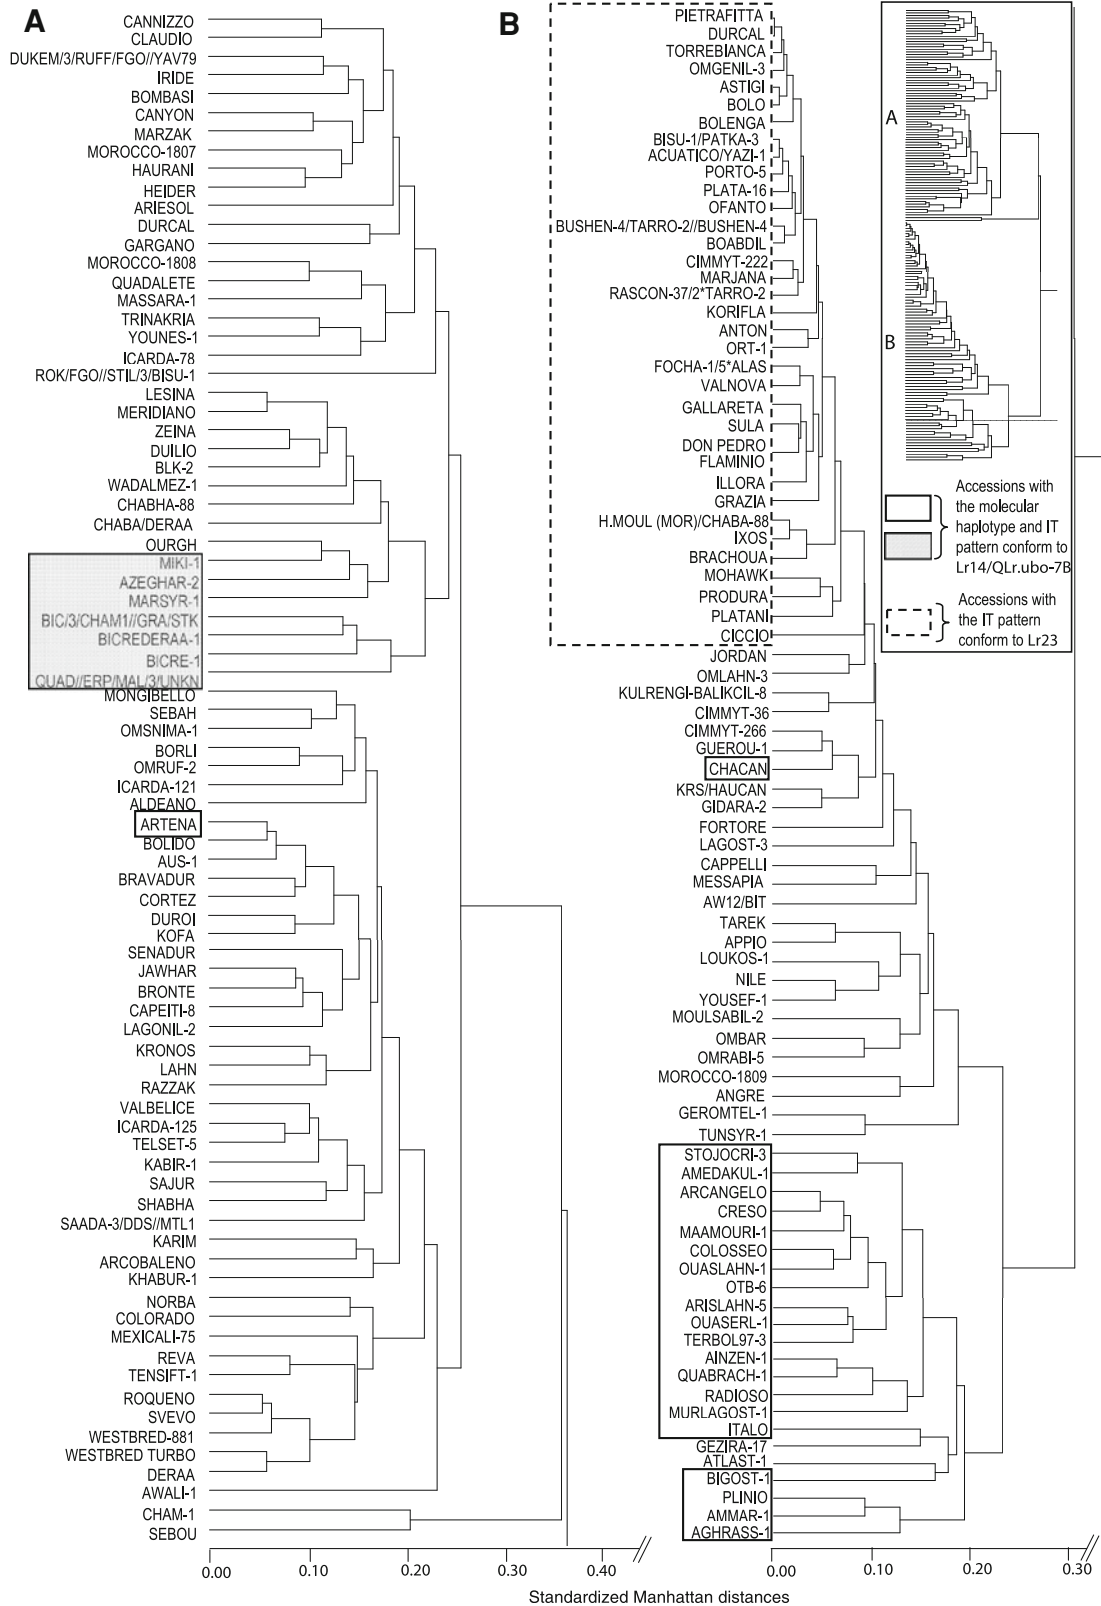 A
CANNIZZO
CLAUDIO
DUKEM/3/RUFF/FGO//YAV79
IRIDE
BOMBASI
CANYON
MARZAK
MOROCCO-1807
HAURANI
HEIDER
ARIESOL
DURCAL
GARGANO
MOROCCO-1808
QUADALETE
MASSARA-1
TRINAKRIA
YOUNES-1
ICARDA-78
ROK/FGO//STIL/3/BISU-1
LESINA
MERIDIANO
ZEINA
DUILIO
BLK-2
WADALMEZ-1
CHABHA-88
CHABA/DERAA
OURGH
MIKI-1
AZEGHAR-2
MARSYR-1
BIC/3/CHAM1//GRA/STK
BICREDERAA-1
BICRE-1
QUAD//ERP/MAL/3/UNKN
MONGIBELLO
SEBAH
OMSNIMA-1
BORLI
OMRUF-2
ICARDA-121
ALDEANO
ARTENA
BOLIDO
AUS-1
BRAVADUR
CORTEZ
DUROI
KOFA
SENADUR
JAWHAR
BRONTE
CAPEITI-8
LAGONIL-2
KRONOS
LAHN
RAZZAK
VALBELICE
ICARDA-125
TELSET-5
KABIR-1
SAJUR
SHABHA
SAADA-3/DDS//MTL1
KARIM
ARCOBALENO
KHABUR-1
NORBA
COLORADO
MEXICALI-75
REVA
TENSIFT-1
ROQUENO
SVEVO
WESTBRED-881
WESTBRED TURBO
DERAA
AWALI-1
CHAM-1
SEBOU
0.00 0.10 0.20 0.30 0.40
B
PIETRAFITTA
DURCAL
TORREBIANCA
OMGENIL-3
ASTIGI
BOLO
BOLENGA
BISU-1/PATKA-3
ACUATICO/YAZI-1
PORTO-5
PLATA-16
OFANTO
BUSHEN-4/TARRO-2//BUSHEN-4
BOABDIL
CIMMYT-222
MARJANA
RASCON-37/2*TARRO-2
KORIFLA
ANTON
ORT-1
FOCHA-1/5*ALAS
VALNOVA
GALLARETA
SULA
DON PEDRO
FLAMINIO
ILLORA
GRAZIA
H.MOUL (MOR)/CHABA-88
IXOS
BRACHOUA
MOHAWK
PRODURA
PLATANI
CICCIO
JORDAN
OMLAHN-3
KULRENGI-BALIKCIL-8
CIMMYT-36
CIMMYT-266
GUEROU-1
CHACAN
KRS/HAUCAN
GIDARA-2
FORTORE
LAGOST-3
CAPPELLI
MESSAPIA
AW12/BIT
TAREK
APPIO
LOUKOS-1
NILE
YOUSEF-1
MOULSABIL-2
OMBAR
OMRABI-5
MOROCCO-1809
ANGRE
GEROMTEL-1
TUNSYR-1
STOJOCRI-3
AMEDAKUL-1
ARCANGELO
CRESO
MAAMOURI-1
COLOSSEO
OUASLAHN-1
OTB-6
ARISLAHN-5
OUASERL-1
TERBOL97-3
AINZEN-1
QUABRACH-1
RADIOSO
MURLAGOST-1
ITALO
GEZIRA-17
ATLAST-1
BIGOST-1
PLINIO
AMMAR-1
AGHRASS-1
0.00 0.10 0.20 0.30
A
B
Accessions with
the molecular
haplotype and IT
pattern conform to
Lr14/QLr.ubo-7B
Accessions with
the IT pattern
conform to Lr23
Standardized Manhattan distances